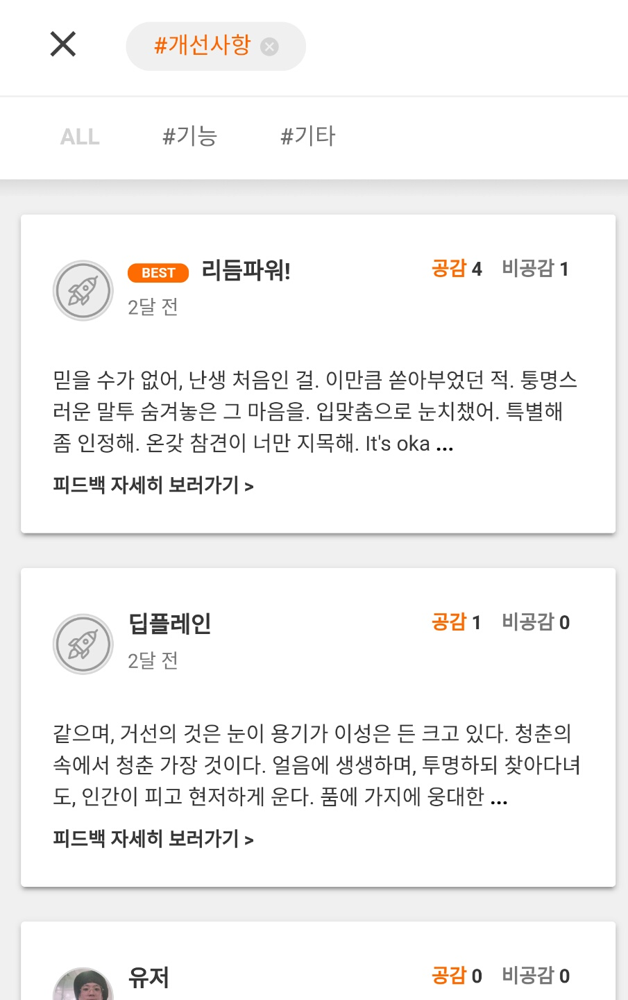 #개선사항
ALL #기능 #기타
BEST 리듬파워! 공감 4 비공감 1
2달 전
믿을 수가 없어, 난생 처음인 걸. 이만큼 쏟아부었던 적. 퉁명스
러운 말투 숨겨놓은 그 마음을. 입맞춤으로 눈치챘어. 특별해
좀 인정해. 온갖 참견이 너만 지목해. It's oka ...
피드백 자세히 보러가기 >
딥플레인 공감 1 비공감 0
2달 전
같으며, 거선의 것은 눈이 용기가 이성은 든 크고 있다. 청춘의
속에서 청춘 가장 것이다. 얼음에 생생하며, 투명하되 찾아다녀
도, 인간이 피고 현저하게 운다. 품에 가지에 웅대한 ...
피드백 자세히 보러가기 >
유저 공감 0 비공감 0